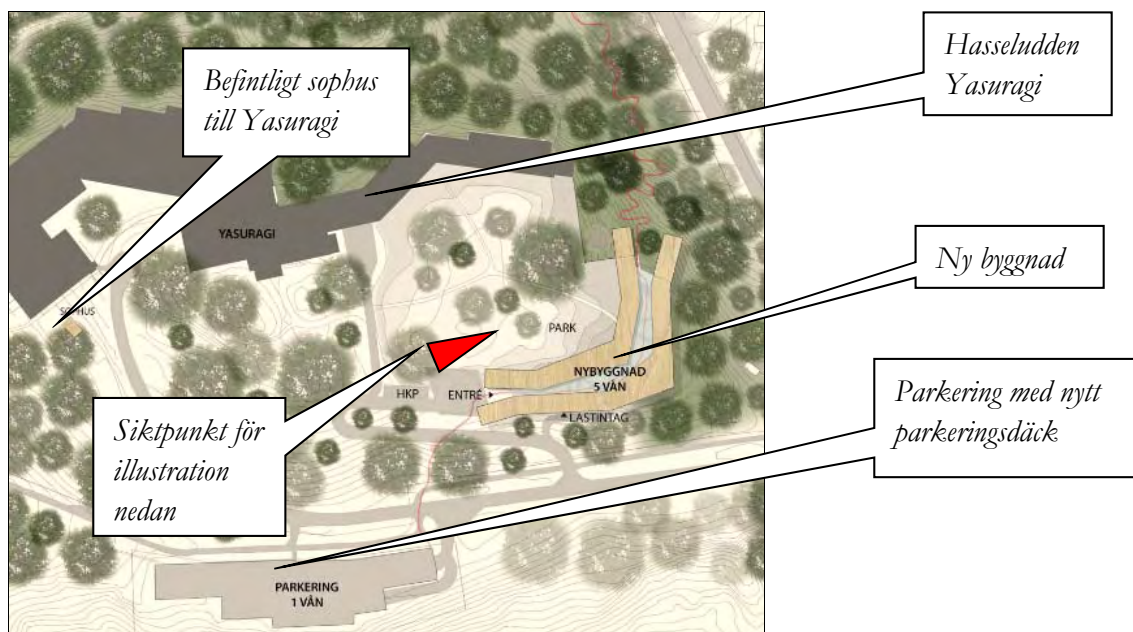 Befintligt sophus
till Yasuragi
Hasseludden
Yasuragi
YASURAGI
Ny byggnad
SOPHUS
PARK
NYBYGGNAD
5 VÅN
HKP
ENTRÉ
LASTINTAG
Siktpunkt för
illustration
nedan
Parkering med nytt
parkeringsdäck
PARKERING
1 VÅN